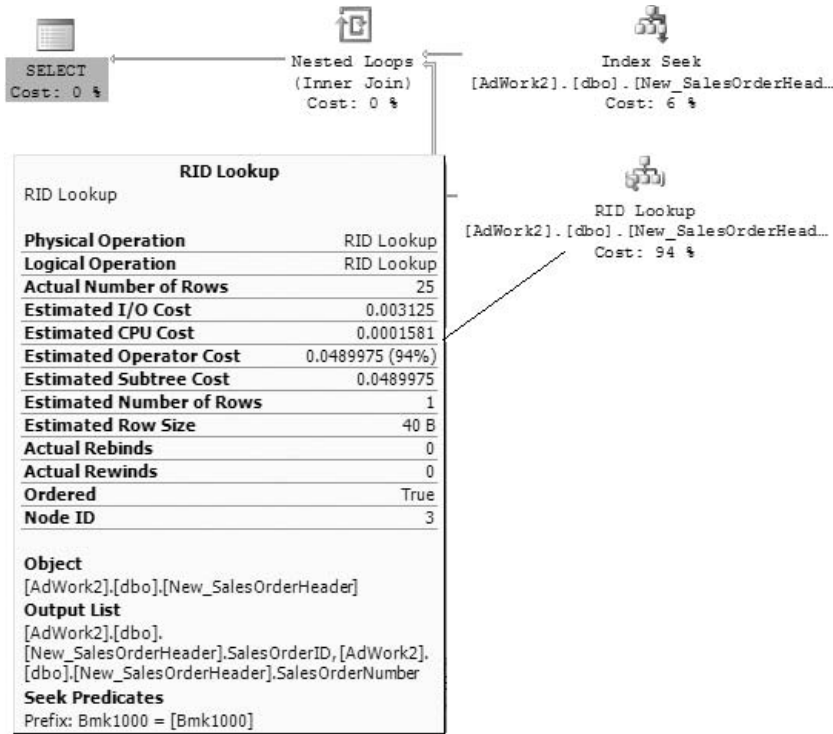 SELECT
Cost: 0 %
Nested Loops
(Inner Join)
Cost: 0 %
Index Seek
[AdWork2].[dbo].[New_SalesOrderHead…
Cost: 6 %
RID Lookup
[AdWork2].[dbo].[New_SalesOrderHead…
Cost: 94 %
RID Lookup
RID Lookup
Physical Operation RID Lookup
Logical Operation RID Lookup
Actual Number of Rows 25
Estimated I/O Cost 0.003125
Estimated CPU Cost 0.0001581
Estimated Operator Cost 0.0489975 (94%)
Estimated Subtree Cost 0.0489975
Estimated Number of Rows 1
Estimated Row Size 40 B
Actual Rebinds 0
Actual Rewinds 0
Ordered True
Node ID 3
Object
[AdWork2].[dbo].[New_SalesOrderHeader]
Output List
[AdWork2].[dbo].
[New_SalesOrderHeader].SalesOrderID, [AdWork2].
[dbo].[New_SalesOrderHeader].SalesOrderNumber
Seek Predicates
Prefix: Bmk1000 = [Bmk1000]